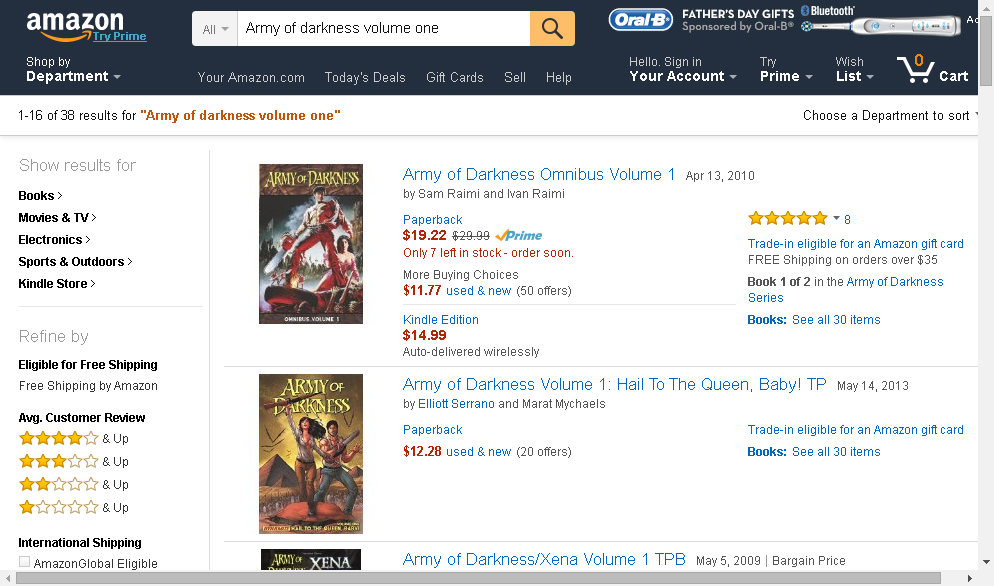 amazon
Try Prime
All
Army of darkness volume one
Oral-B
FATHER'S DAY GIFTS
Sponsored by Oral-B®
Bluetooth®
Shop by
Department
Your Amazon.com
Today's Deals
Gift Cards
Sell
Help
Hello. Sign in
Your Account
Try
Prime
Wish
List
0
Cart
1-16 of 38 results for "Army of darkness volume one"
Choose a Department to sort
Show results for
Books
Movies & TV
Electronics
Sports & Outdoors
Kindle Store
Refine by
Eligible for Free Shipping
Free Shipping by Amazon
Avg. Customer Review
& Up
& Up
& Up
& Up
International Shipping
AmazonGlobal Eligible
ARMY OF DARKNESS
OMNIBUS VOLUME 1
Army of Darkness Omnibus Volume 1 Apr 13, 2010
by Sam Raimi and Ivan Raimi
Paperback
$19.22 $29.99 Prime
Only 7 left in stock - order soon.
More Buying Choices
$11.77 used & new (50 offers)
Kindle Edition
$14.99
Auto-delivered wirelessly
8
Trade-in eligible for an Amazon gift card
FREE Shipping on orders over $35
Book 1 of 2 in the Army of Darkness
Series
Books: See all 30 items
ARMY OF
DARKNESS
HAIL TO THE QUEEN, BABY!
Army of Darkness Volume 1: Hail To The Queen, Baby! TP May 14, 2013
by Elliott Serrano and Marat Mychaels
Paperback
$12.28 used & new (20 offers)
Trade-in eligible for an Amazon gift card
Books: See all 30 items
ARMY OF
XENA
Army of Darkness/Xena Volume 1 TPB May 5, 2009 | Bargain Price